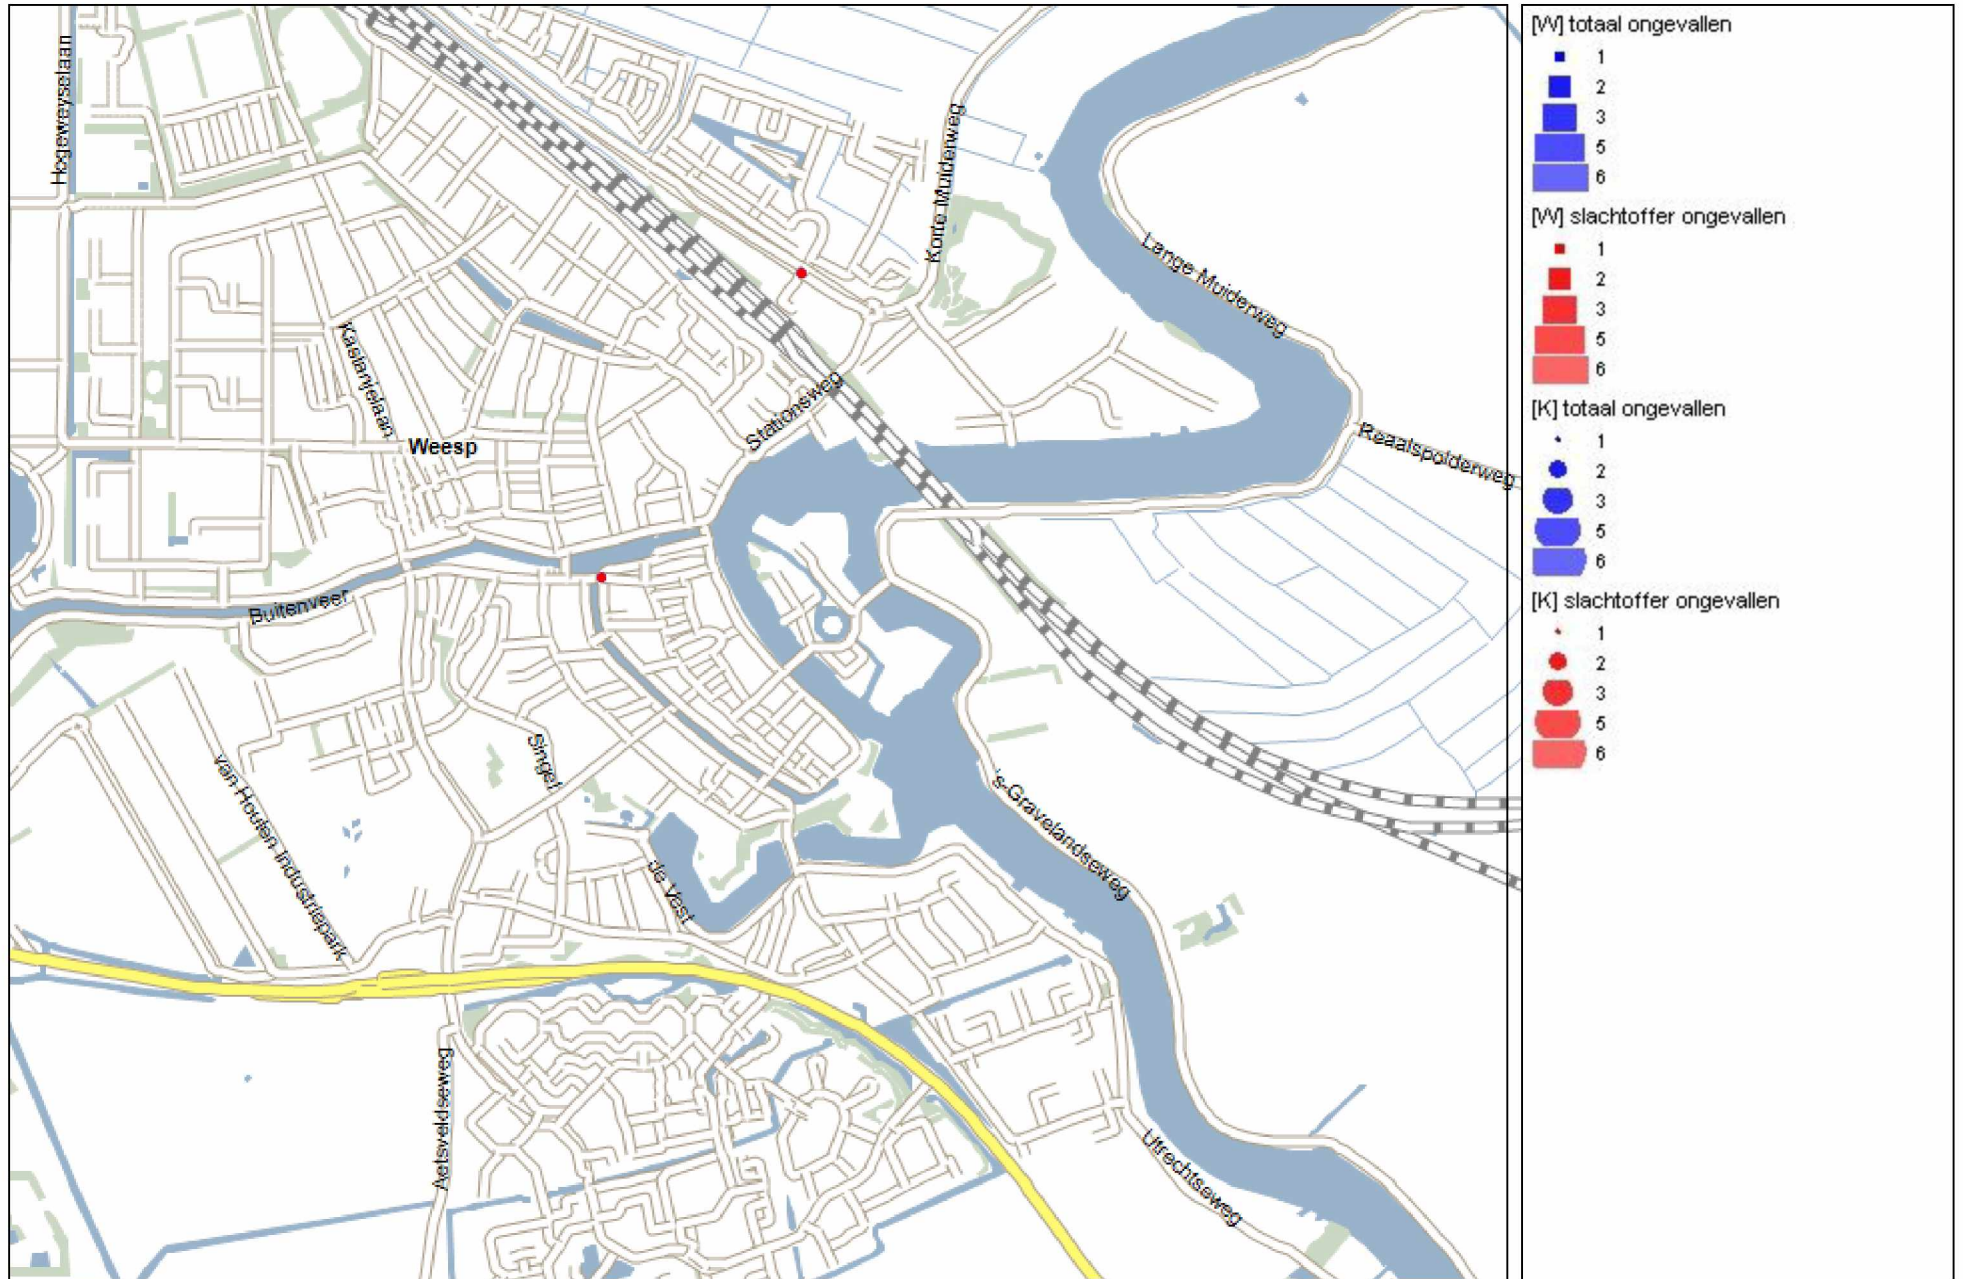 Hogeweyselaan
Korte Muiderweg
Lange Muiderweg
Kastanjelaan
Stationsweg
Weesp
Reaalspolderweg
Buitenveer
Singel
's-Gravelandseweg
van Houten Industriepark
de Vest
Aetsveldseweg
Utrechtseweg
[W] totaal ongevallen
1
2
3
5
6
[W] slachtoffer ongevallen
1
2
3
5
6
[K] totaal ongevallen
1
2
3
5
6
[K] slachtoffer ongevallen
1
2
3
5
6